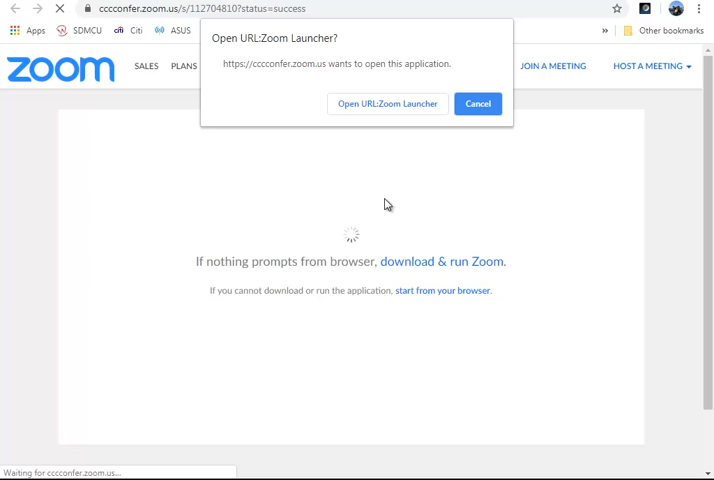 cccconfer.zoom.us/s/112704810?status=success
Apps SDMCU citi Citi ASUS » Other bookmarks
Open URL:Zoom Launcher?
https://cccconfer.zoom.us wants to open this application.
Open URL:Zoom Launcher Cancel
zoom SALES PLANS JOIN A MEETING HOST A MEETING
If nothing prompts from browser, download & run Zoom.
If you cannot download or run the application, start from your browser.
Waiting for cccconfer.zoom.us...